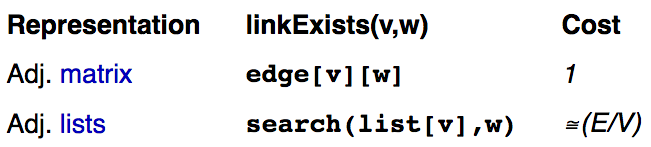 Representation linkExists(v,w) Cost
Adj. matrix edge[v][w] 1
Adj. lists search(list[v],w) ≅(E/V)